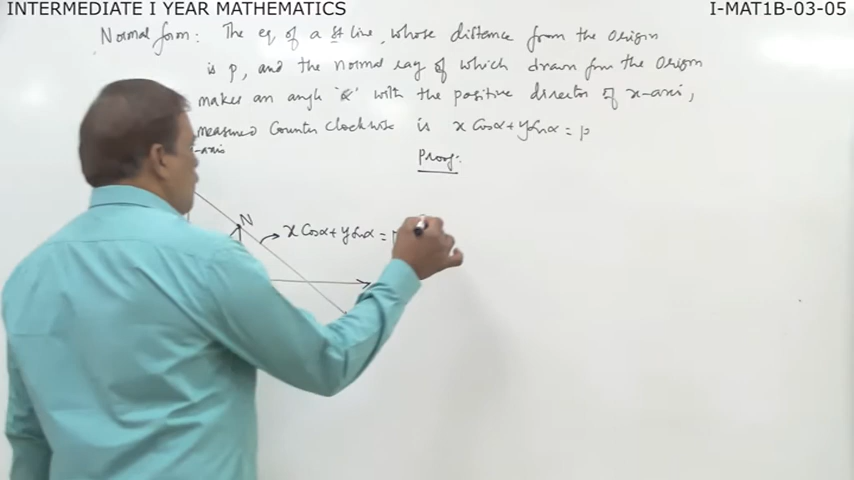 INTERMEDIATE I YEAR MATHEMATICS
I-MAT1B-03-05
Normal form: The eq of a st line, whose distance from the origin
is p, and the normal ray of which drawn from the origin
makes an angle 'α' with the positive direction of x-axis,
measured Counter clockwise is x Cosα + y Sinα = p
-axis
Proof:
N
x Cosα + y Sinα =